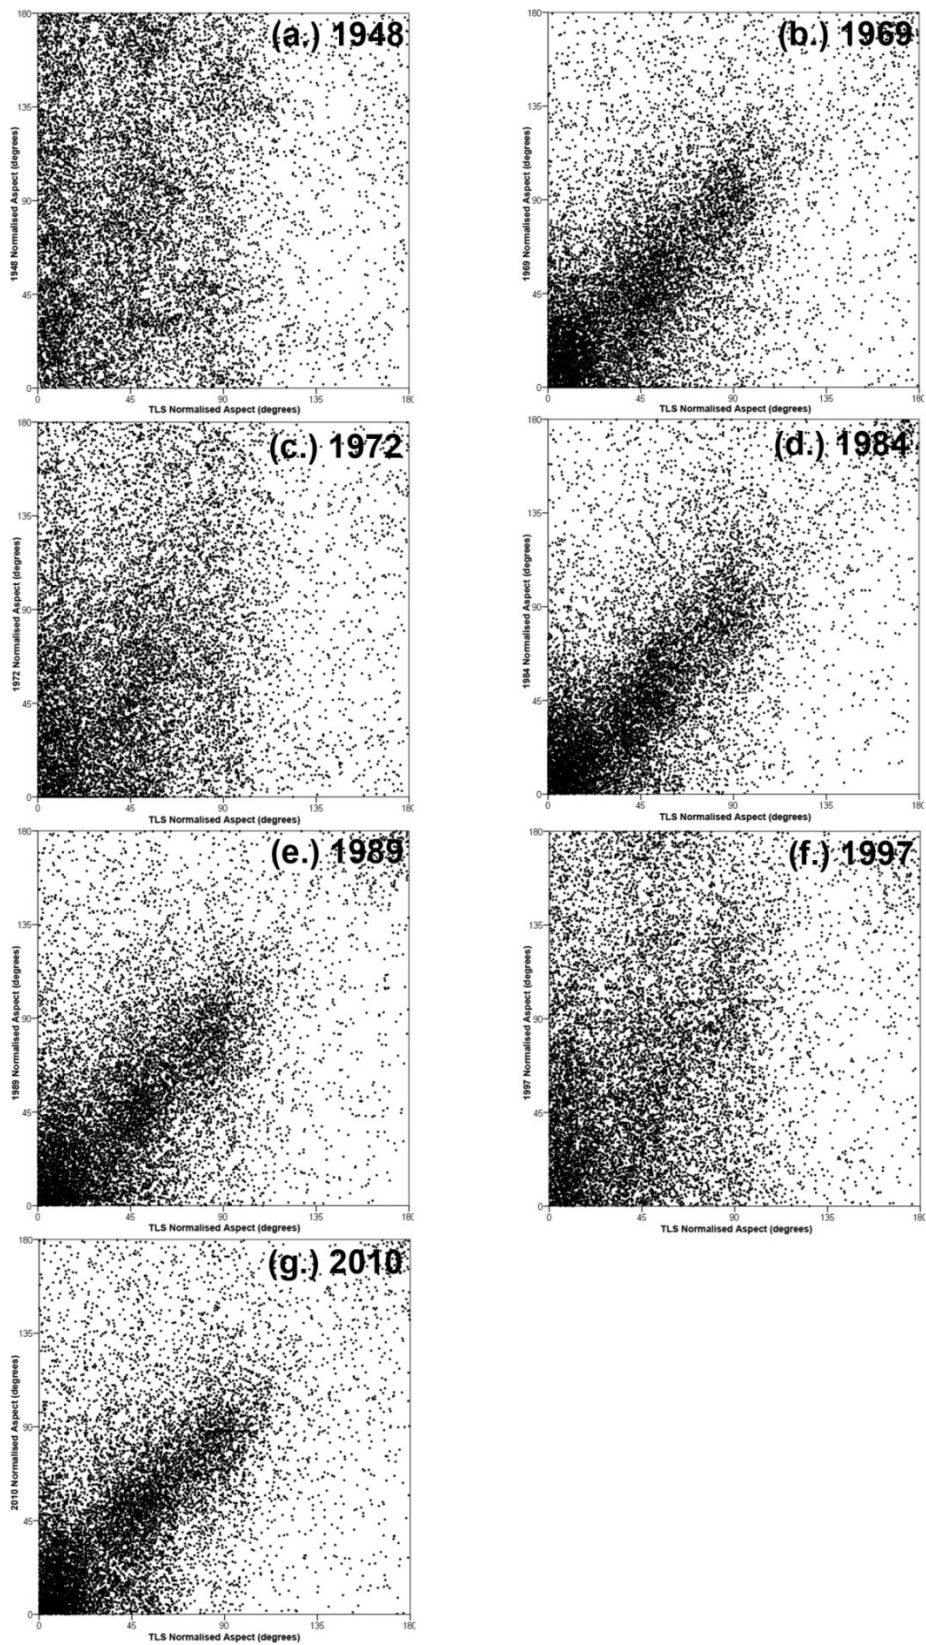 (a.) 1948
180
135
90
45
0
1948 Normalised Aspect (degrees)
0 45 90 135 180
TLS Normalised Aspect (degrees)
(b.) 1969
180
135
90
45
0
1969 Normalised Aspect (degrees)
0 45 90 135 180
TLS Normalised Aspect (degrees)
(c.) 1972
180
135
90
45
0
1972 Normalised Aspect (degrees)
0 45 90 135 180
TLS Normalised Aspect (degrees)
(d.) 1984
180
135
90
45
0
1984 Normalised Aspect (degrees)
0 45 90 135 180
TLS Normalised Aspect (degrees)
(e.) 1989
180
135
90
45
0
1989 Normalised Aspect (degrees)
0 45 90 135 180
TLS Normalised Aspect (degrees)
(f.) 1997
180
135
90
45
0
1997 Normalised Aspect (degrees)
0 45 90 135 180
TLS Normalised Aspect (degrees)
(g.) 2010
180
135
90
45
0
2010 Normalised Aspect (degrees)
0 45 90 135 180
TLS Normalised Aspect (degrees)